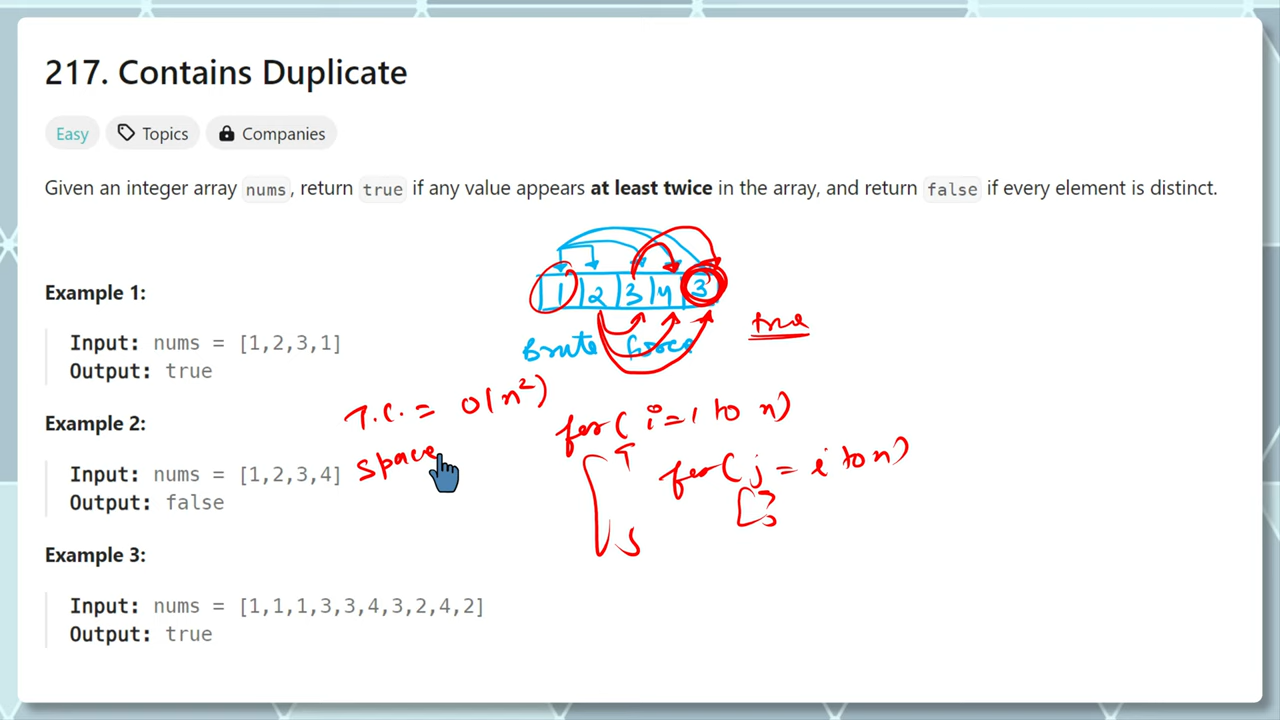 217. Contains Duplicate
Easy Topics Companies
Given an integer array nums, return true if any value appears at least twice in the array, and return false if every element is distinct.
1 2 3 4 3
true
Brute force
Example 1:
Input: nums = [1,2,3,1]
Output: true
T.C. = O(n²)
for( i=1 to n)
Example 2:
space
for( j = i to n)
Input: nums = [1,2,3,4]
Output: false
Example 3:
Input: nums = [1,1,1,3,3,4,3,2,4,2]
Output: true